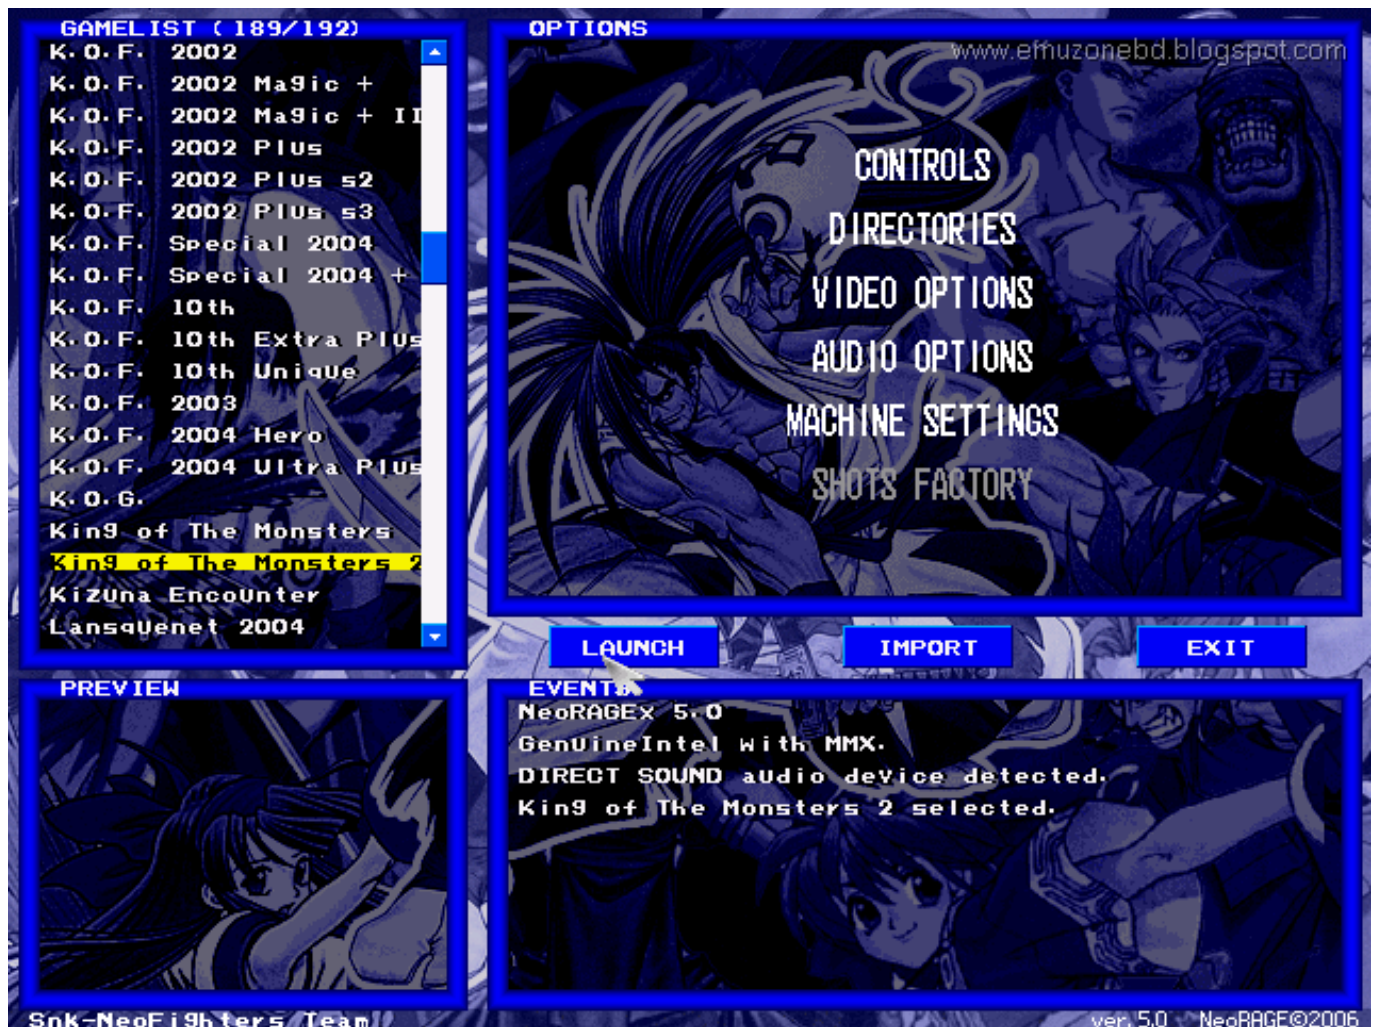 GAMELIST ( 189/192)
K.O.F. 2002
K.O.F. 2002 Magic +
K.O.F. 2002 Magic + II
K.O.F. 2002 Plus
K.O.F. 2002 Plus s2
K.O.F. 2002 Plus s3
K.O.F. Special 2004
K.O.F. Special 2004 +
K.O.F. 10th
K.O.F. 10th Extra Plus
K.O.F. 10th Unique
K.O.F. 2003
K.O.F. 2004 Hero
K.O.F. 2004 Ultra Plus
K.O.G.
King of The Monsters
King of The Monsters 2
Kizuna Encounter
Lansquenet 2004
OPTIONS
www.emuzonebd.blogspot.com
CONTROLS
DIRECTORIES
VIDEO OPTIONS
AUDIO OPTIONS
MACHINE SETTINGS
SHOTS FACTORY
LAUNCH
IMPORT
EXIT
PREVIEW
EVENTS
NeoRAGEx 5.0
GenuineIntel with MMX.
DIRECT SOUND audio device detected.
King of The Monsters 2 selected.
Snk-NeoFighters Team
ver. 5.0 NeoRAGE©2006